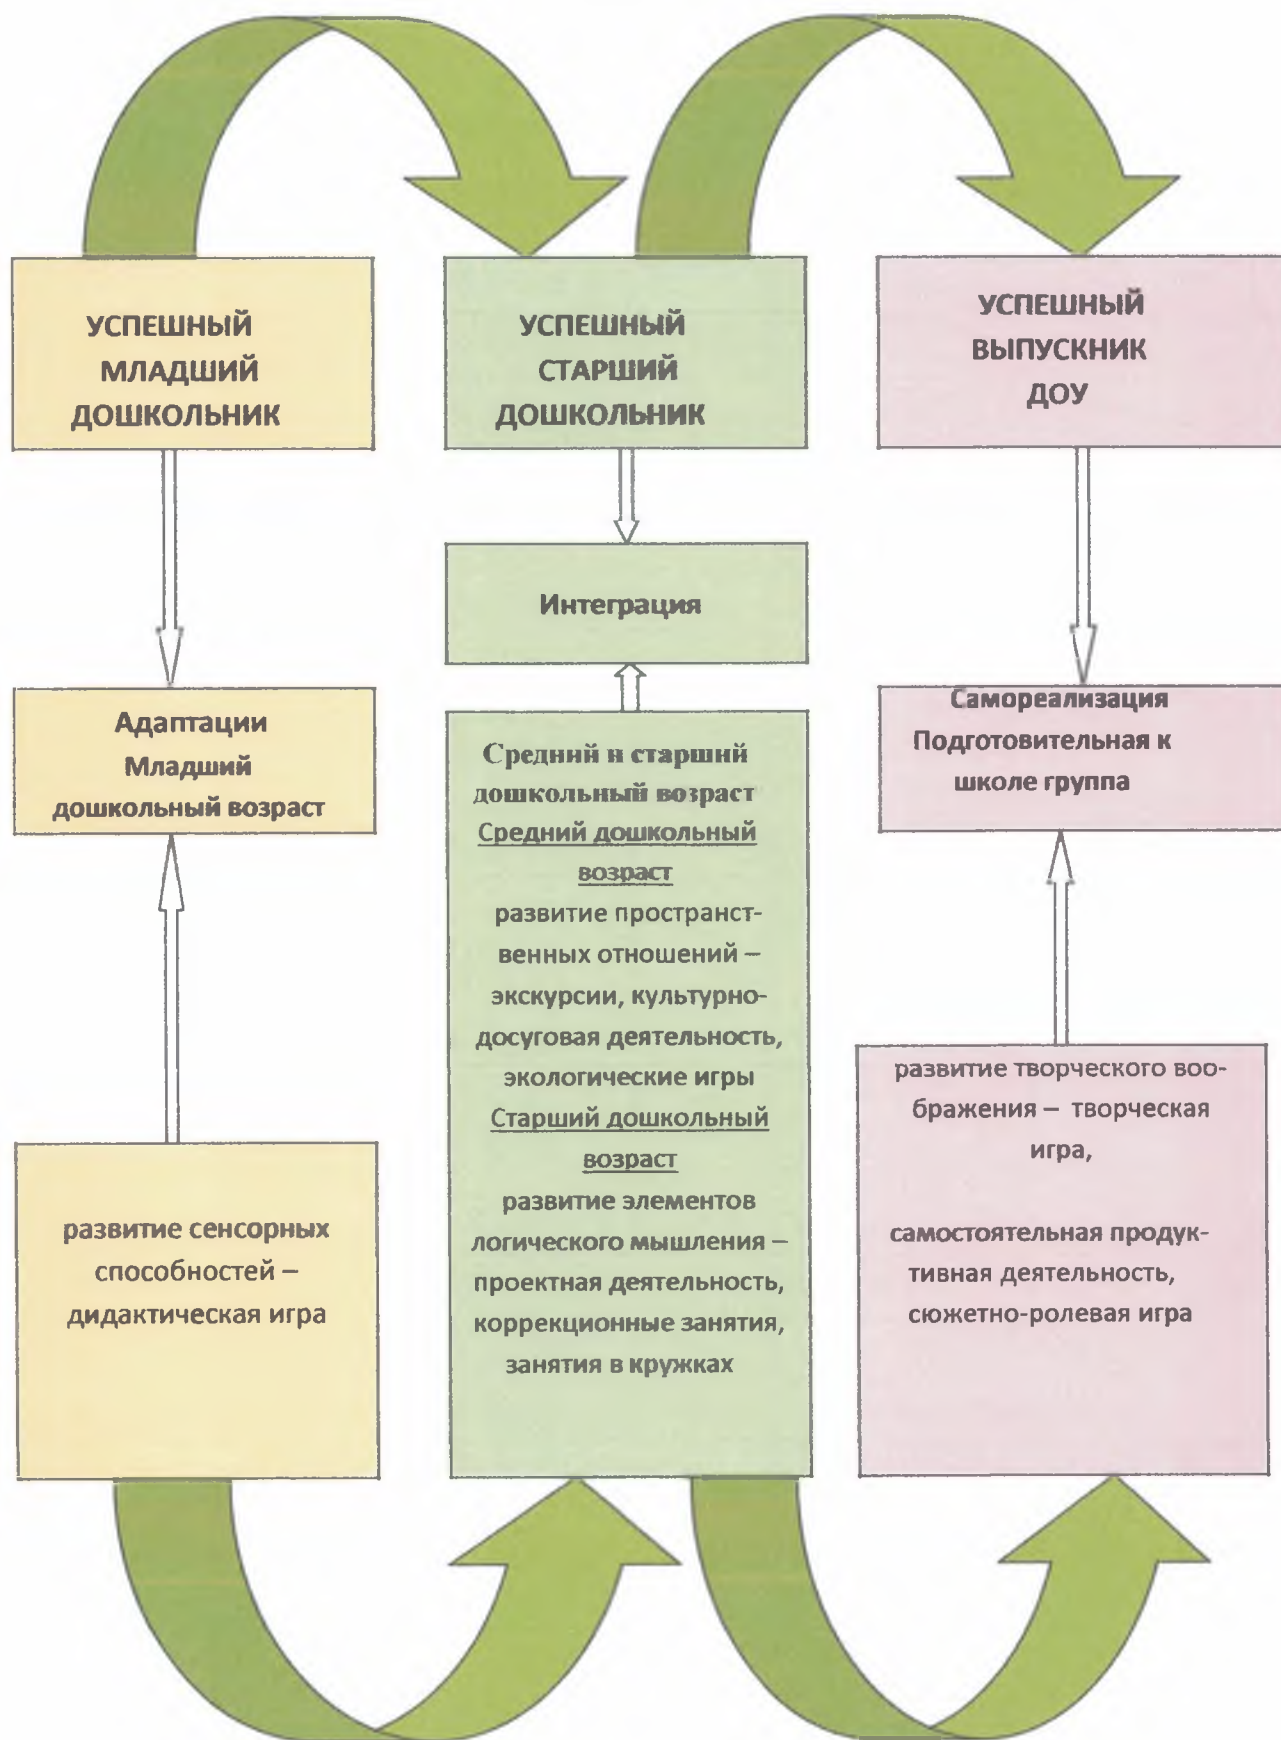 УСПЕШНЫЙ
МЛАДШИЙ
ДОШКОЛЬНИК
УСПЕШНЫЙ
СТАРШИЙ
ДОШКОЛЬНИК
УСПЕШНЫЙ
ВЫПУСКНИК
ДОУ
Интеграция
Адаптации
Младший
дошкольный возраст
Самореализация
Подготовительная к
школе группа
Средний и старший
дошкольный возраст
Средний дошкольный
возраст
развитие пространст-
венных отношений –
экскурсии, культурно-
досуговая деятельность,
экологические игры
Старший дошкольный
возраст
развитие элементов
логического мышления –
проектная деятельность,
коррекционные занятия,
занятия в кружках
развитие сенсорных
способностей –
дидактическая игра
развитие творческого воо-
бражения – творческая
игра,
самостоятельная продук-
тивная деятельность,
сюжетно-ролевая игра